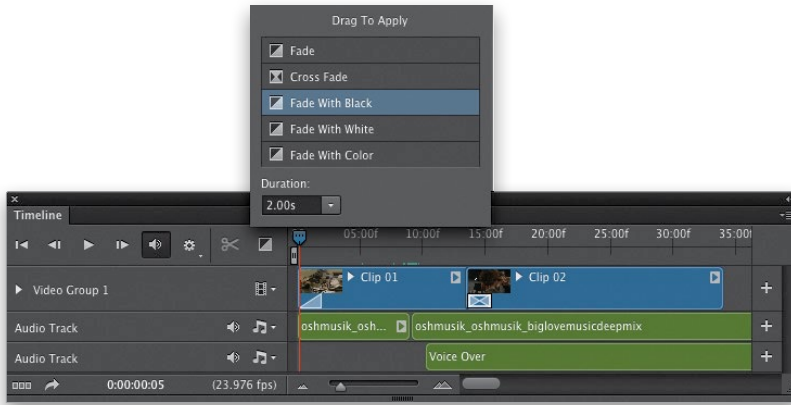 Drag To Apply
Fade
Cross Fade
Fade With Black
Fade With White
Fade With Color
Duration:
2.00s
Timeline
05:00f 10:00f 15:00f 20:00f 25:00f 30:00f 35:00f
Video Group 1
Clip 01
Clip 02
Audio Track
oshmusik_osh...
oshmusik_oshmusik_biglovemusicdeepmix
Audio Track
Voice Over
0:00:00:05
(23.976 fps)